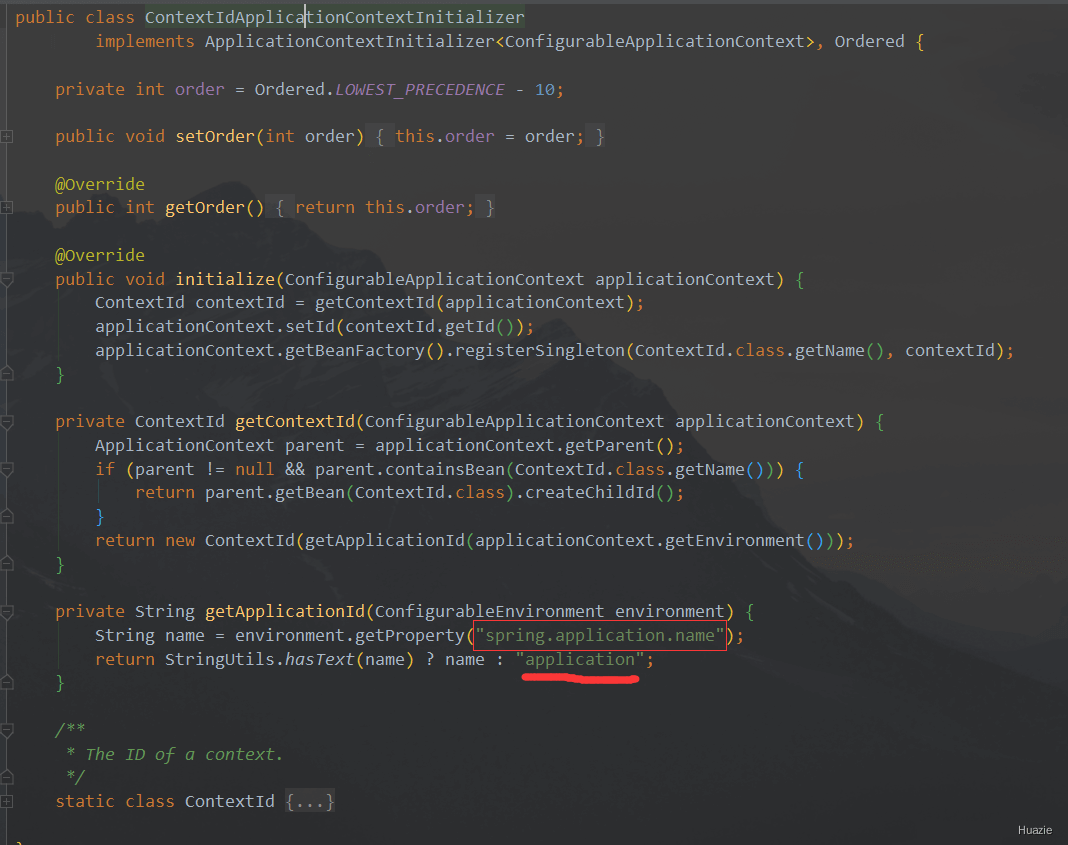 public class ContextIdApplicationContextInitializer
implements ApplicationContextInitializer<ConfigurableApplicationContext>, Ordered {
private int order = Ordered.LOWEST_PRECEDENCE - 10;
public void setOrder(int order) { this.order = order; }
@Override
public int getOrder() { return this.order; }
@Override
public void initialize(ConfigurableApplicationContext applicationContext) {
ContextId contextId = getContextId(applicationContext);
applicationContext.setId(contextId.getId());
applicationContext.getBeanFactory().registerSingleton(ContextId.class.getName(), contextId);
}
private ContextId getContextId(ConfigurableApplicationContext applicationContext) {
ApplicationContext parent = applicationContext.getParent();
if (parent != null && parent.containsBean(ContextId.class.getName())) {
return parent.getBean(ContextId.class).createChildId();
}
return new ContextId(getApplicationId(applicationContext.getEnvironment()));
}
private String getApplicationId(ConfigurableEnvironment environment) {
String name = environment.getProperty("spring.application.name");
return StringUtils.hasText(name) ? name : "application";
}
/**
* The ID of a context.
*/
static class ContextId {...}
Huazie